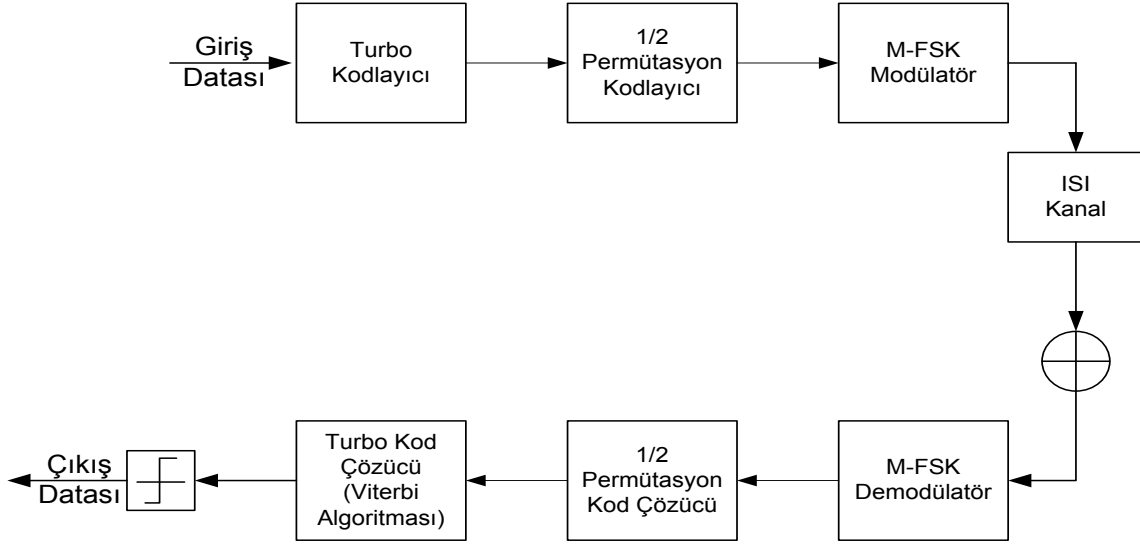 Giriş
Datası
Turbo
Kodlayıcı
1/2
Permütasyon
Kodlayıcı
M-FSK
Modülatör
ISI
Kanal
M-FSK
Demodülatör
1/2
Permütasyon
Kod Çözücü
Turbo Kod
Çözücü
(Viterbi
Algoritması)
Çıkış
Datası